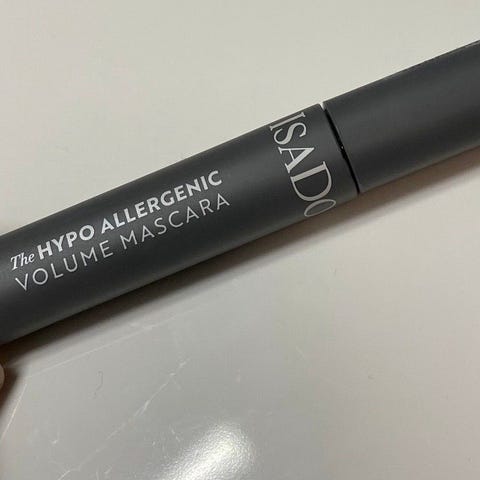 The HYPO ALLERGENIC
VOLUME MASCARA
ISADO